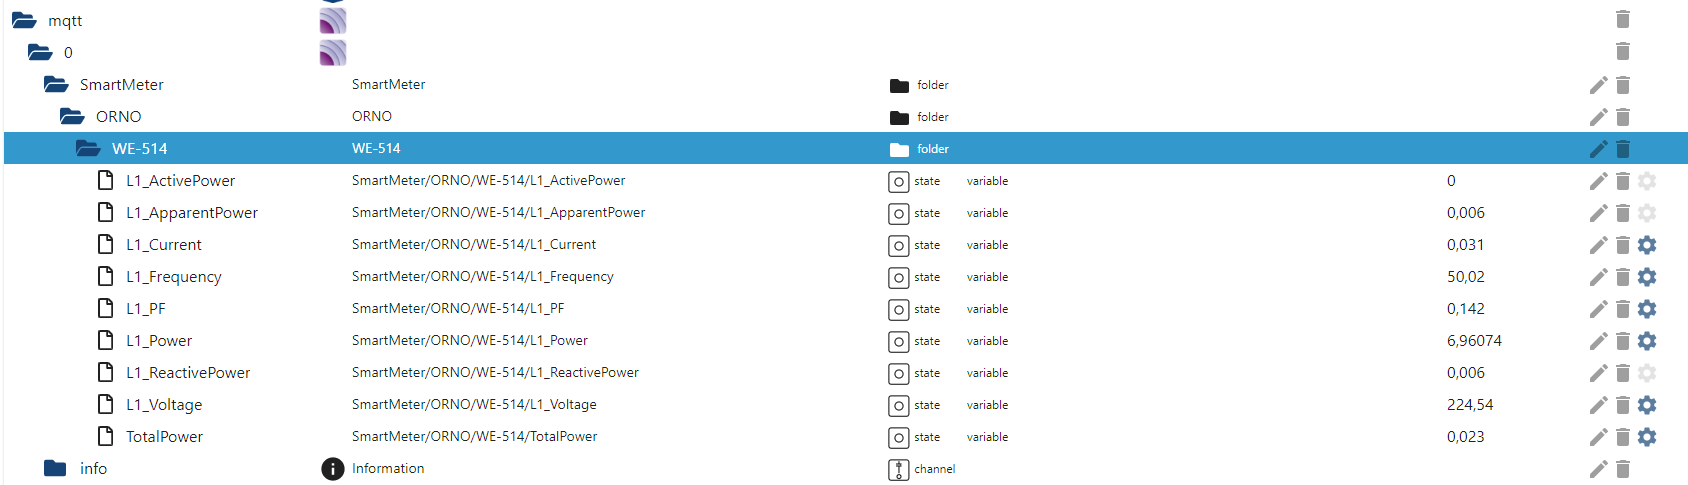 mqtt
0
SmartMeter SmartMeter folder
ORNO ORNO folder
WE-514 WE-514 folder
L1_ActivePower SmartMeter/ORNO/WE-514/L1_ActivePower state variable 0
L1_ApparentPower SmartMeter/ORNO/WE-514/L1_ApparentPower state variable 0,006
L1_Current SmartMeter/ORNO/WE-514/L1_Current state variable 0,031
L1_Frequency SmartMeter/ORNO/WE-514/L1_Frequency state variable 50,02
L1_PF SmartMeter/ORNO/WE-514/L1_PF state variable 0,142
L1_Power SmartMeter/ORNO/WE-514/L1_Power state variable 6,96074
L1_ReactivePower SmartMeter/ORNO/WE-514/L1_ReactivePower state variable 0,006
L1_Voltage SmartMeter/ORNO/WE-514/L1_Voltage state variable 224,54
TotalPower SmartMeter/ORNO/WE-514/TotalPower state variable 0,023
info Information channel